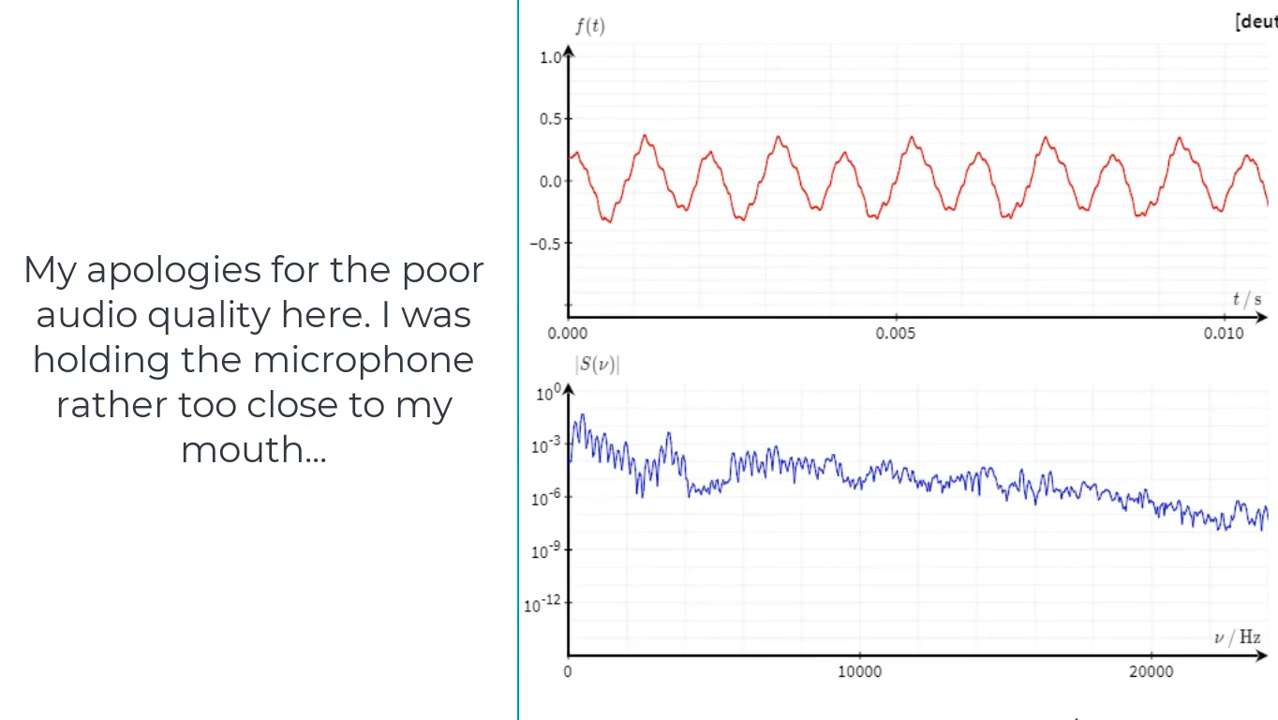 My apologies for the poor
audio quality here. I was
holding the microphone
rather too close to my
mouth...
[deut
f(t)
1.0
0.5
0.0
−0.5
t / s
0.000
0.005
0.010
|S(ν)|
10⁰
10⁻³
10⁻⁶
10⁻⁹
10⁻¹²
ν / Hz
0
10000
20000